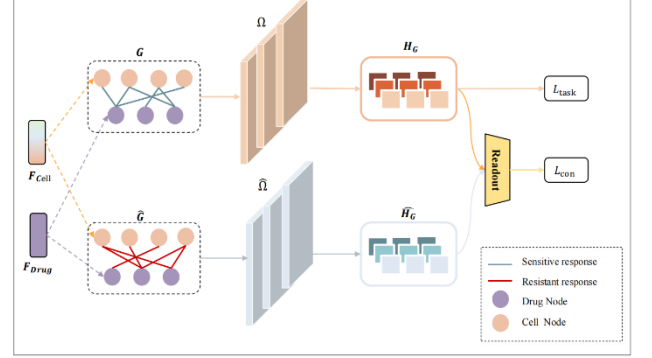 G
Ω
H_G
L_task
F_Cell
Readout
L_con
F_Drug
Ĝ
Ω̂
Ĥ_G
Sensitive response
Resistant response
Drug Node
Cell Node